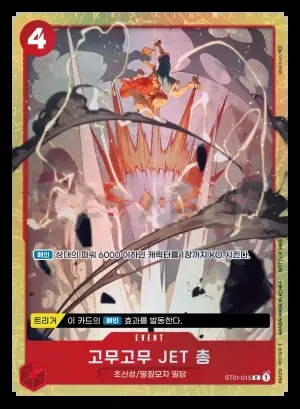 4
메인 상대의 파워 6000 이하인 캐릭터를 1장까지 KO 시킨다.
트리거 이 카드의 메인 효과를 발동한다.
EVENT
고무고무 JET 총
초신성/밀짚모자 일당
ST01-015 C 1